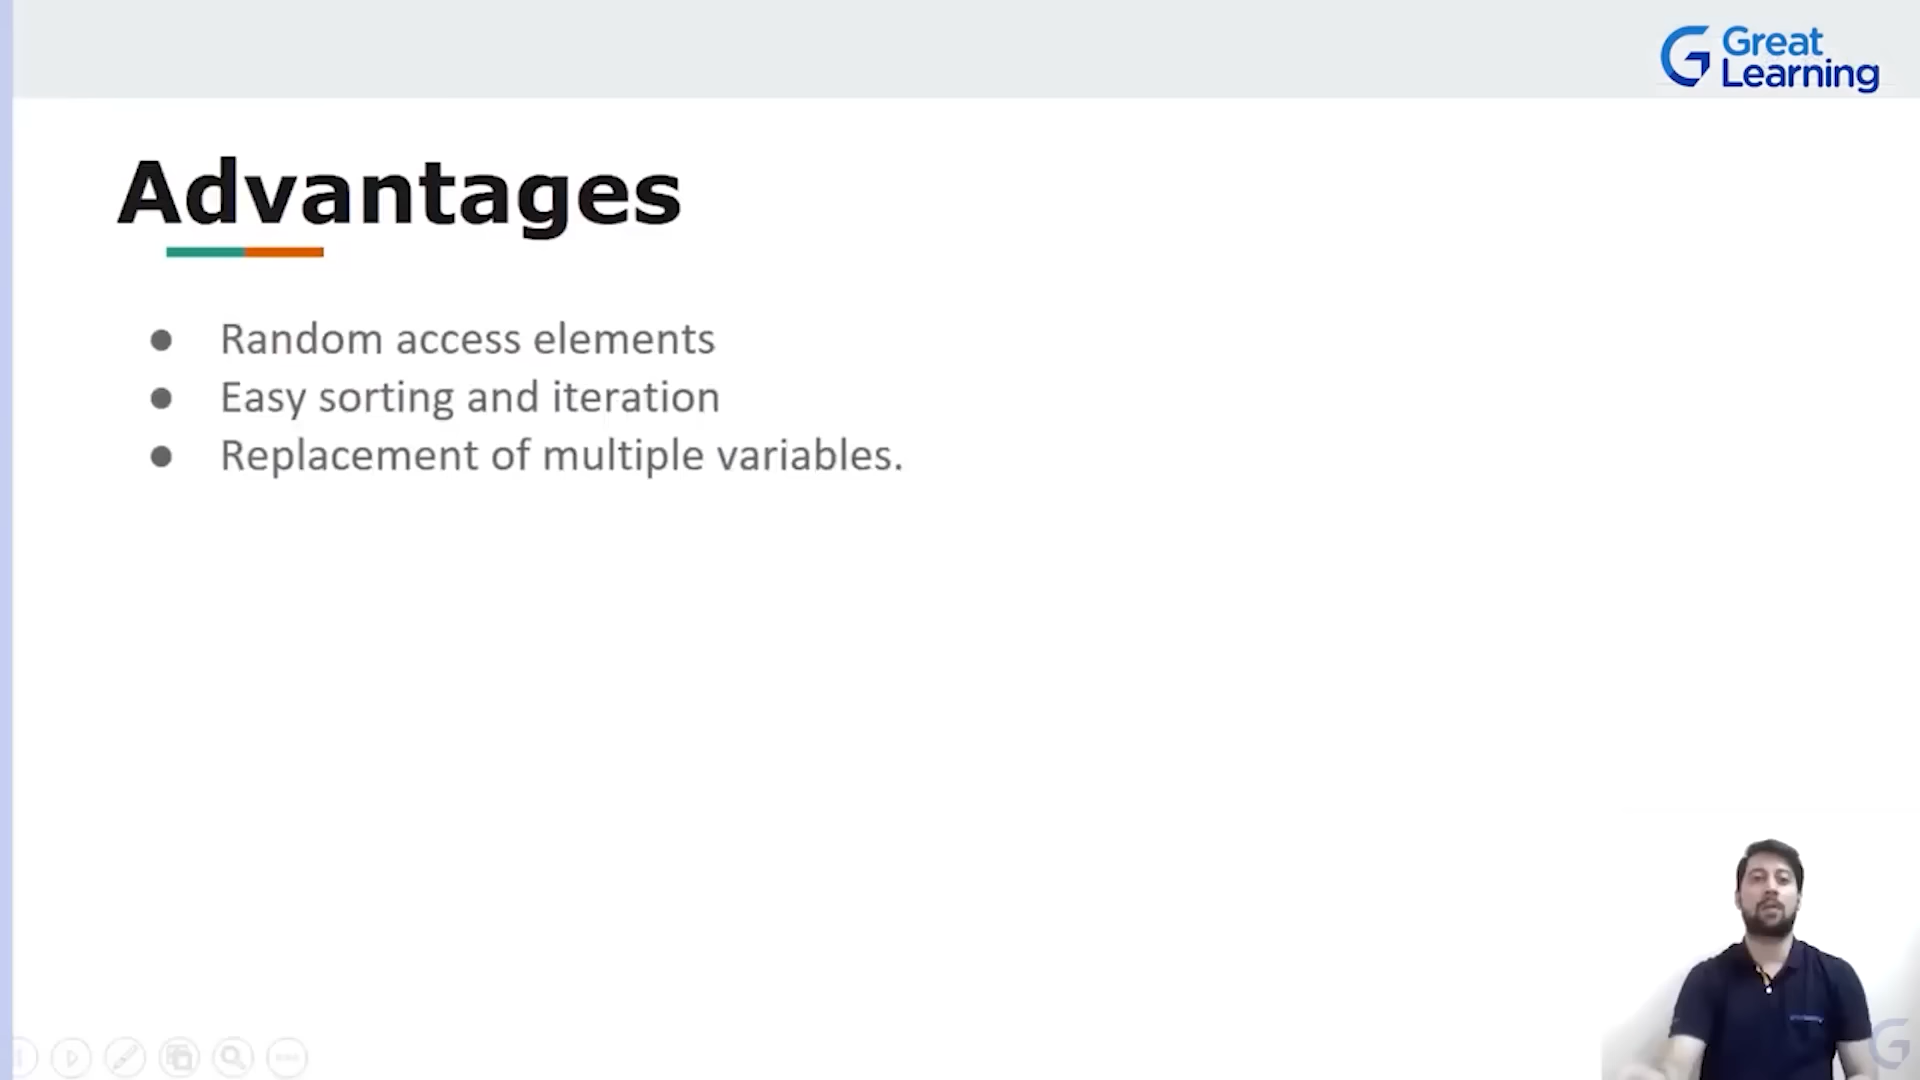 Great
Learning
Advantages
● Random access elements
● Easy sorting and iteration
● Replacement of multiple variables.